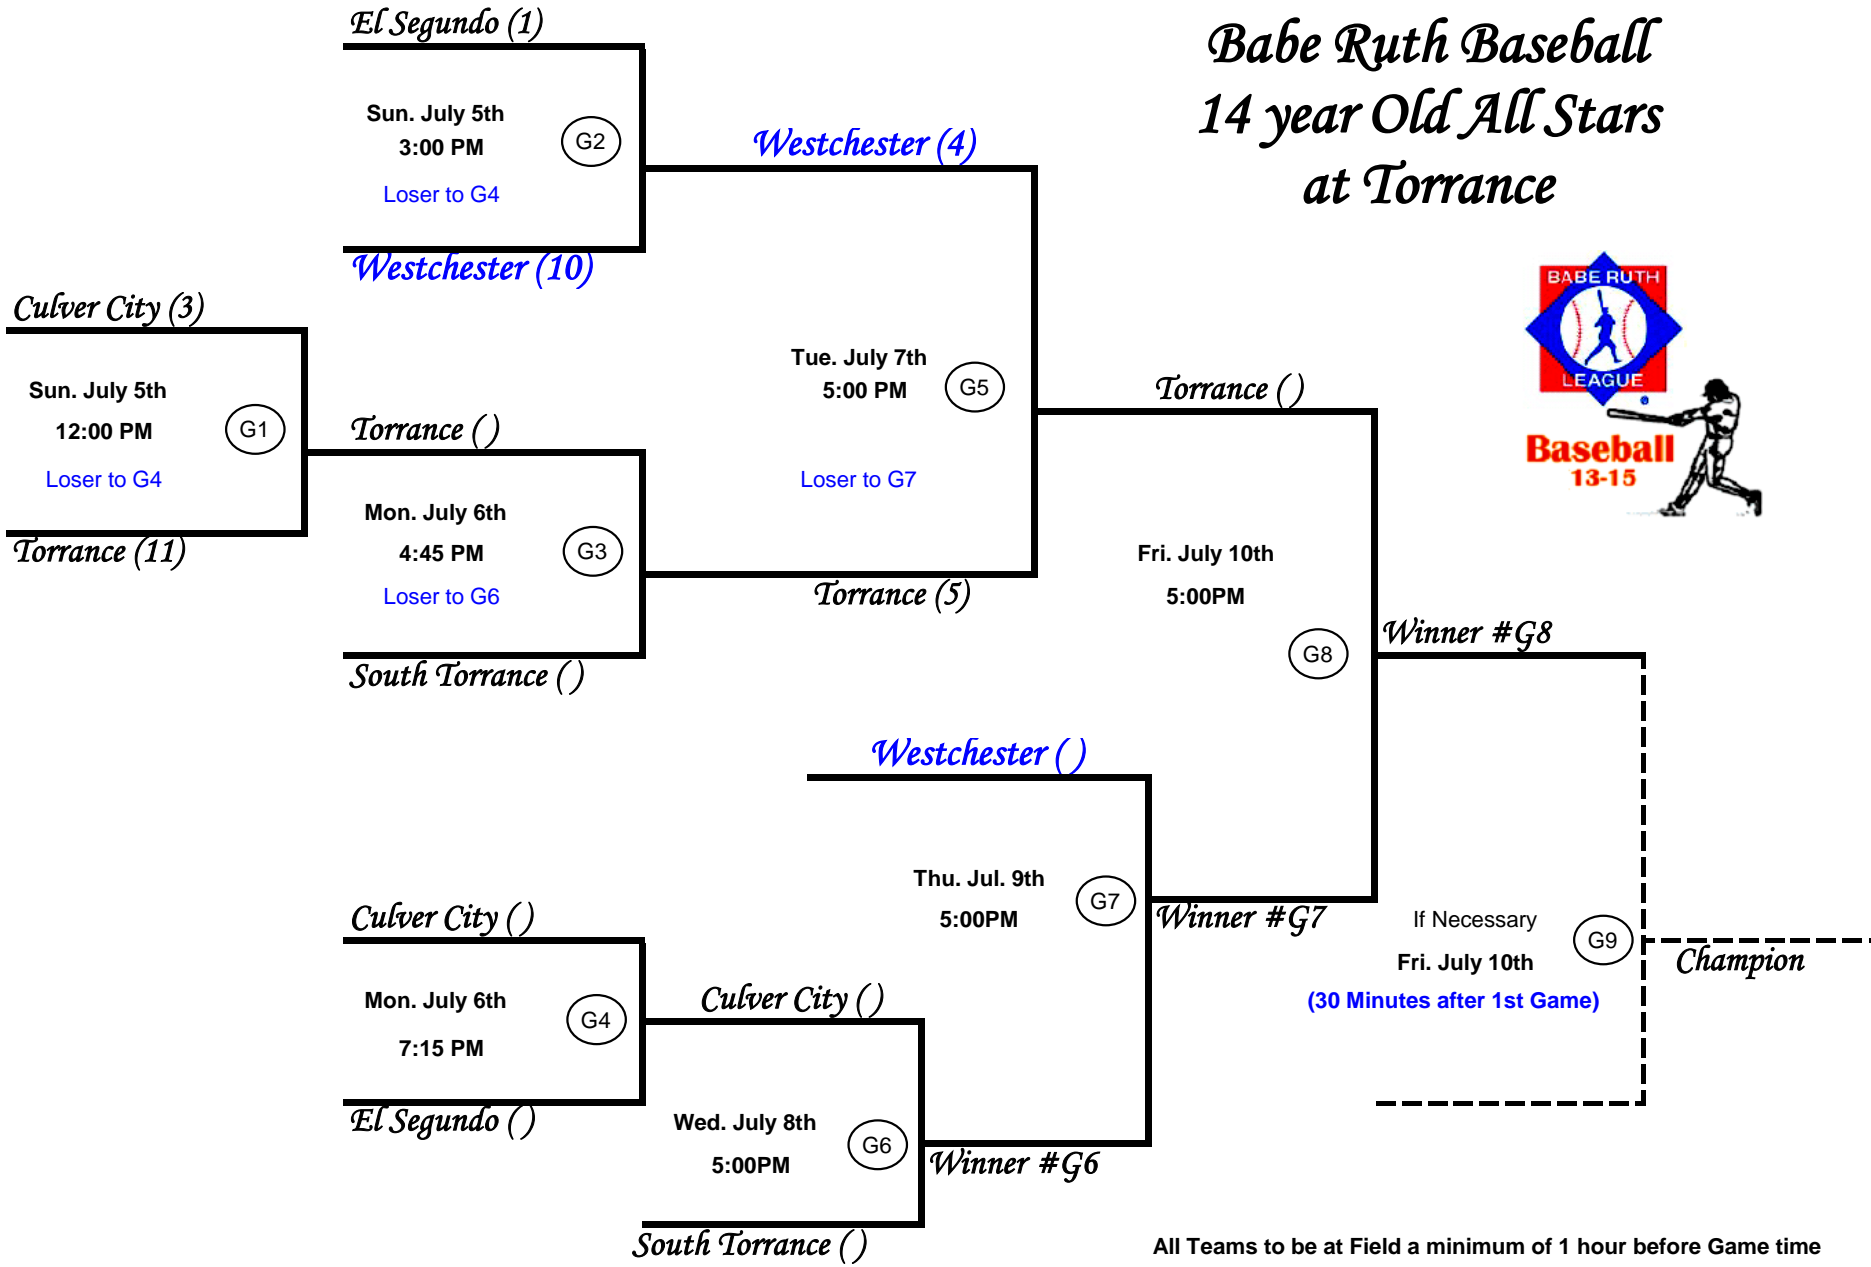 Babe Ruth Baseball
14 year Old All Stars
at Torrance
BABE RUTH
LEAGUE
®
Baseball
13-15
El Segundo (1)
Sun. July 5th
3:00 PM
G2
Loser to G4
Westchester (10)
Westchester (4)
Culver City (3)
Sun. July 5th
12:00 PM
G1
Loser to G4
Torrance (11)
Torrance ( )
Mon. July 6th
4:45 PM
G3
Loser to G6
South Torrance ( )
Tue. July 7th
5:00 PM
G5
Loser to G7
Torrance (5)
Torrance ( )
Fri. July 10th
5:00PM
G8
Winner #G8
Westchester ( )
Thu. Jul. 9th
5:00PM
G7
Winner #G7
Culver City ( )
Mon. July 6th
7:15 PM
G4
El Segundo ( )
Culver City ( )
Wed. July 8th
5:00PM
G6
South Torrance ( )
Winner #G6
If Necessary
Fri. July 10th
(30 Minutes after 1st Game)
G9
Champion
All Teams to be at Field a minimum of 1 hour before Game time